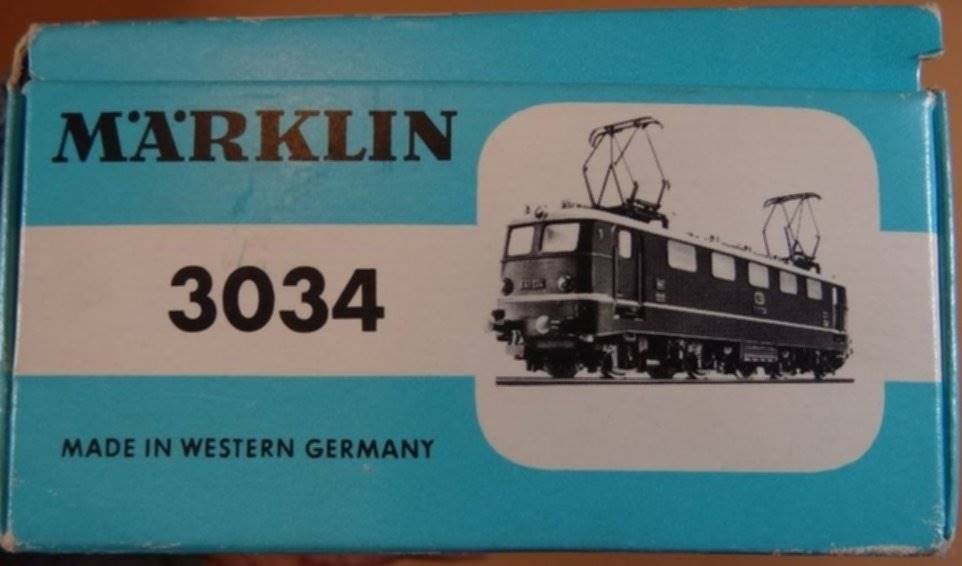 MÄRKLIN
3034
MADE IN WESTERN GERMANY